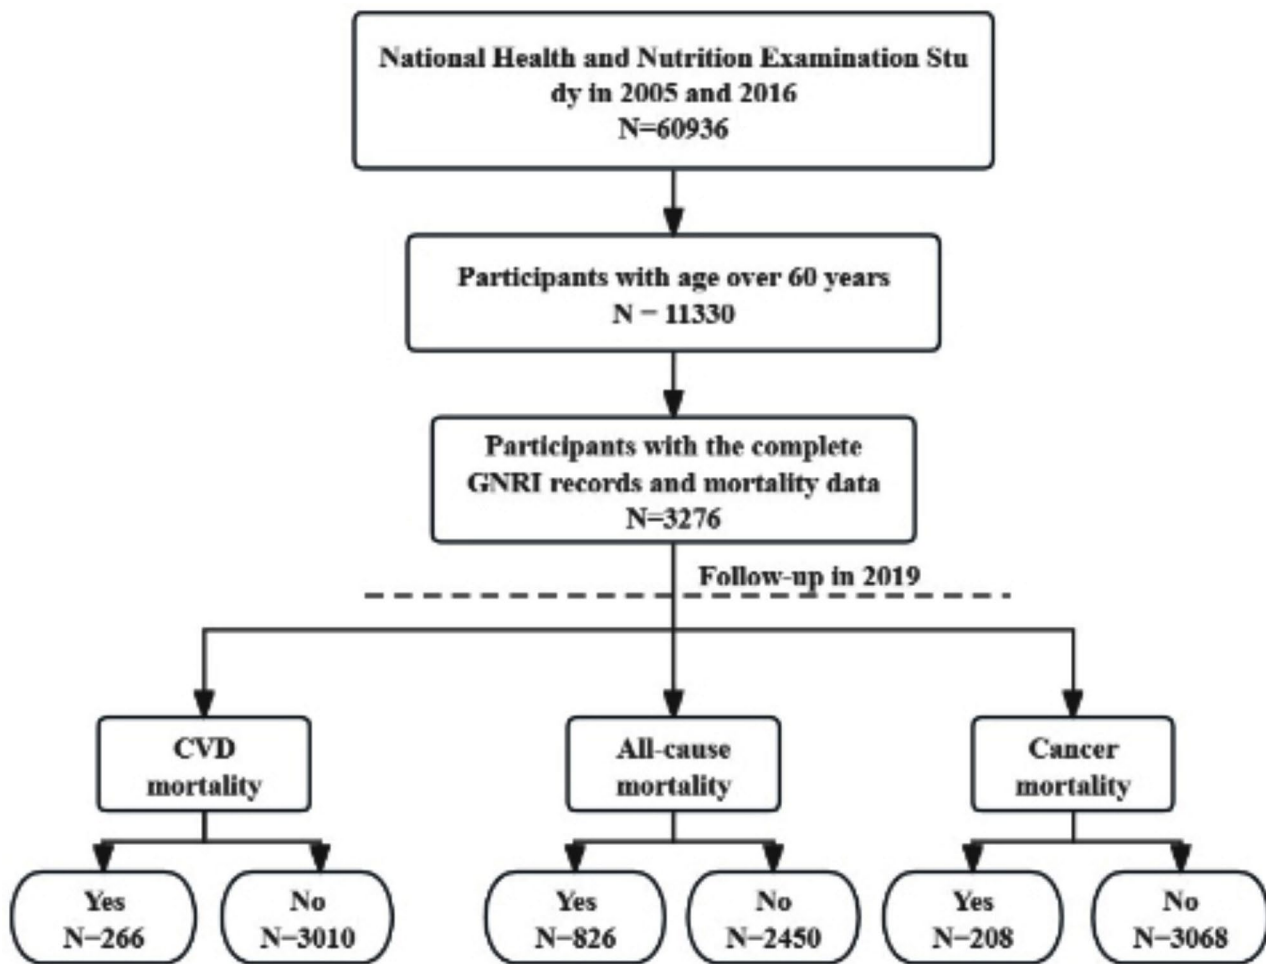 National Health and Nutrition Examination Stu
dy in 2005 and 2016
N=60936
Participants with age over 60 years
N = 11330
Participants with the complete
GNRI records and mortality data
N=3276
Follow-up in 2019
CVD
mortality
All-cause
mortality
Cancer
mortality
Yes
N=266
No
N=3010
Yes
N=826
No
N=2450
Yes
N=208
No
N=3068